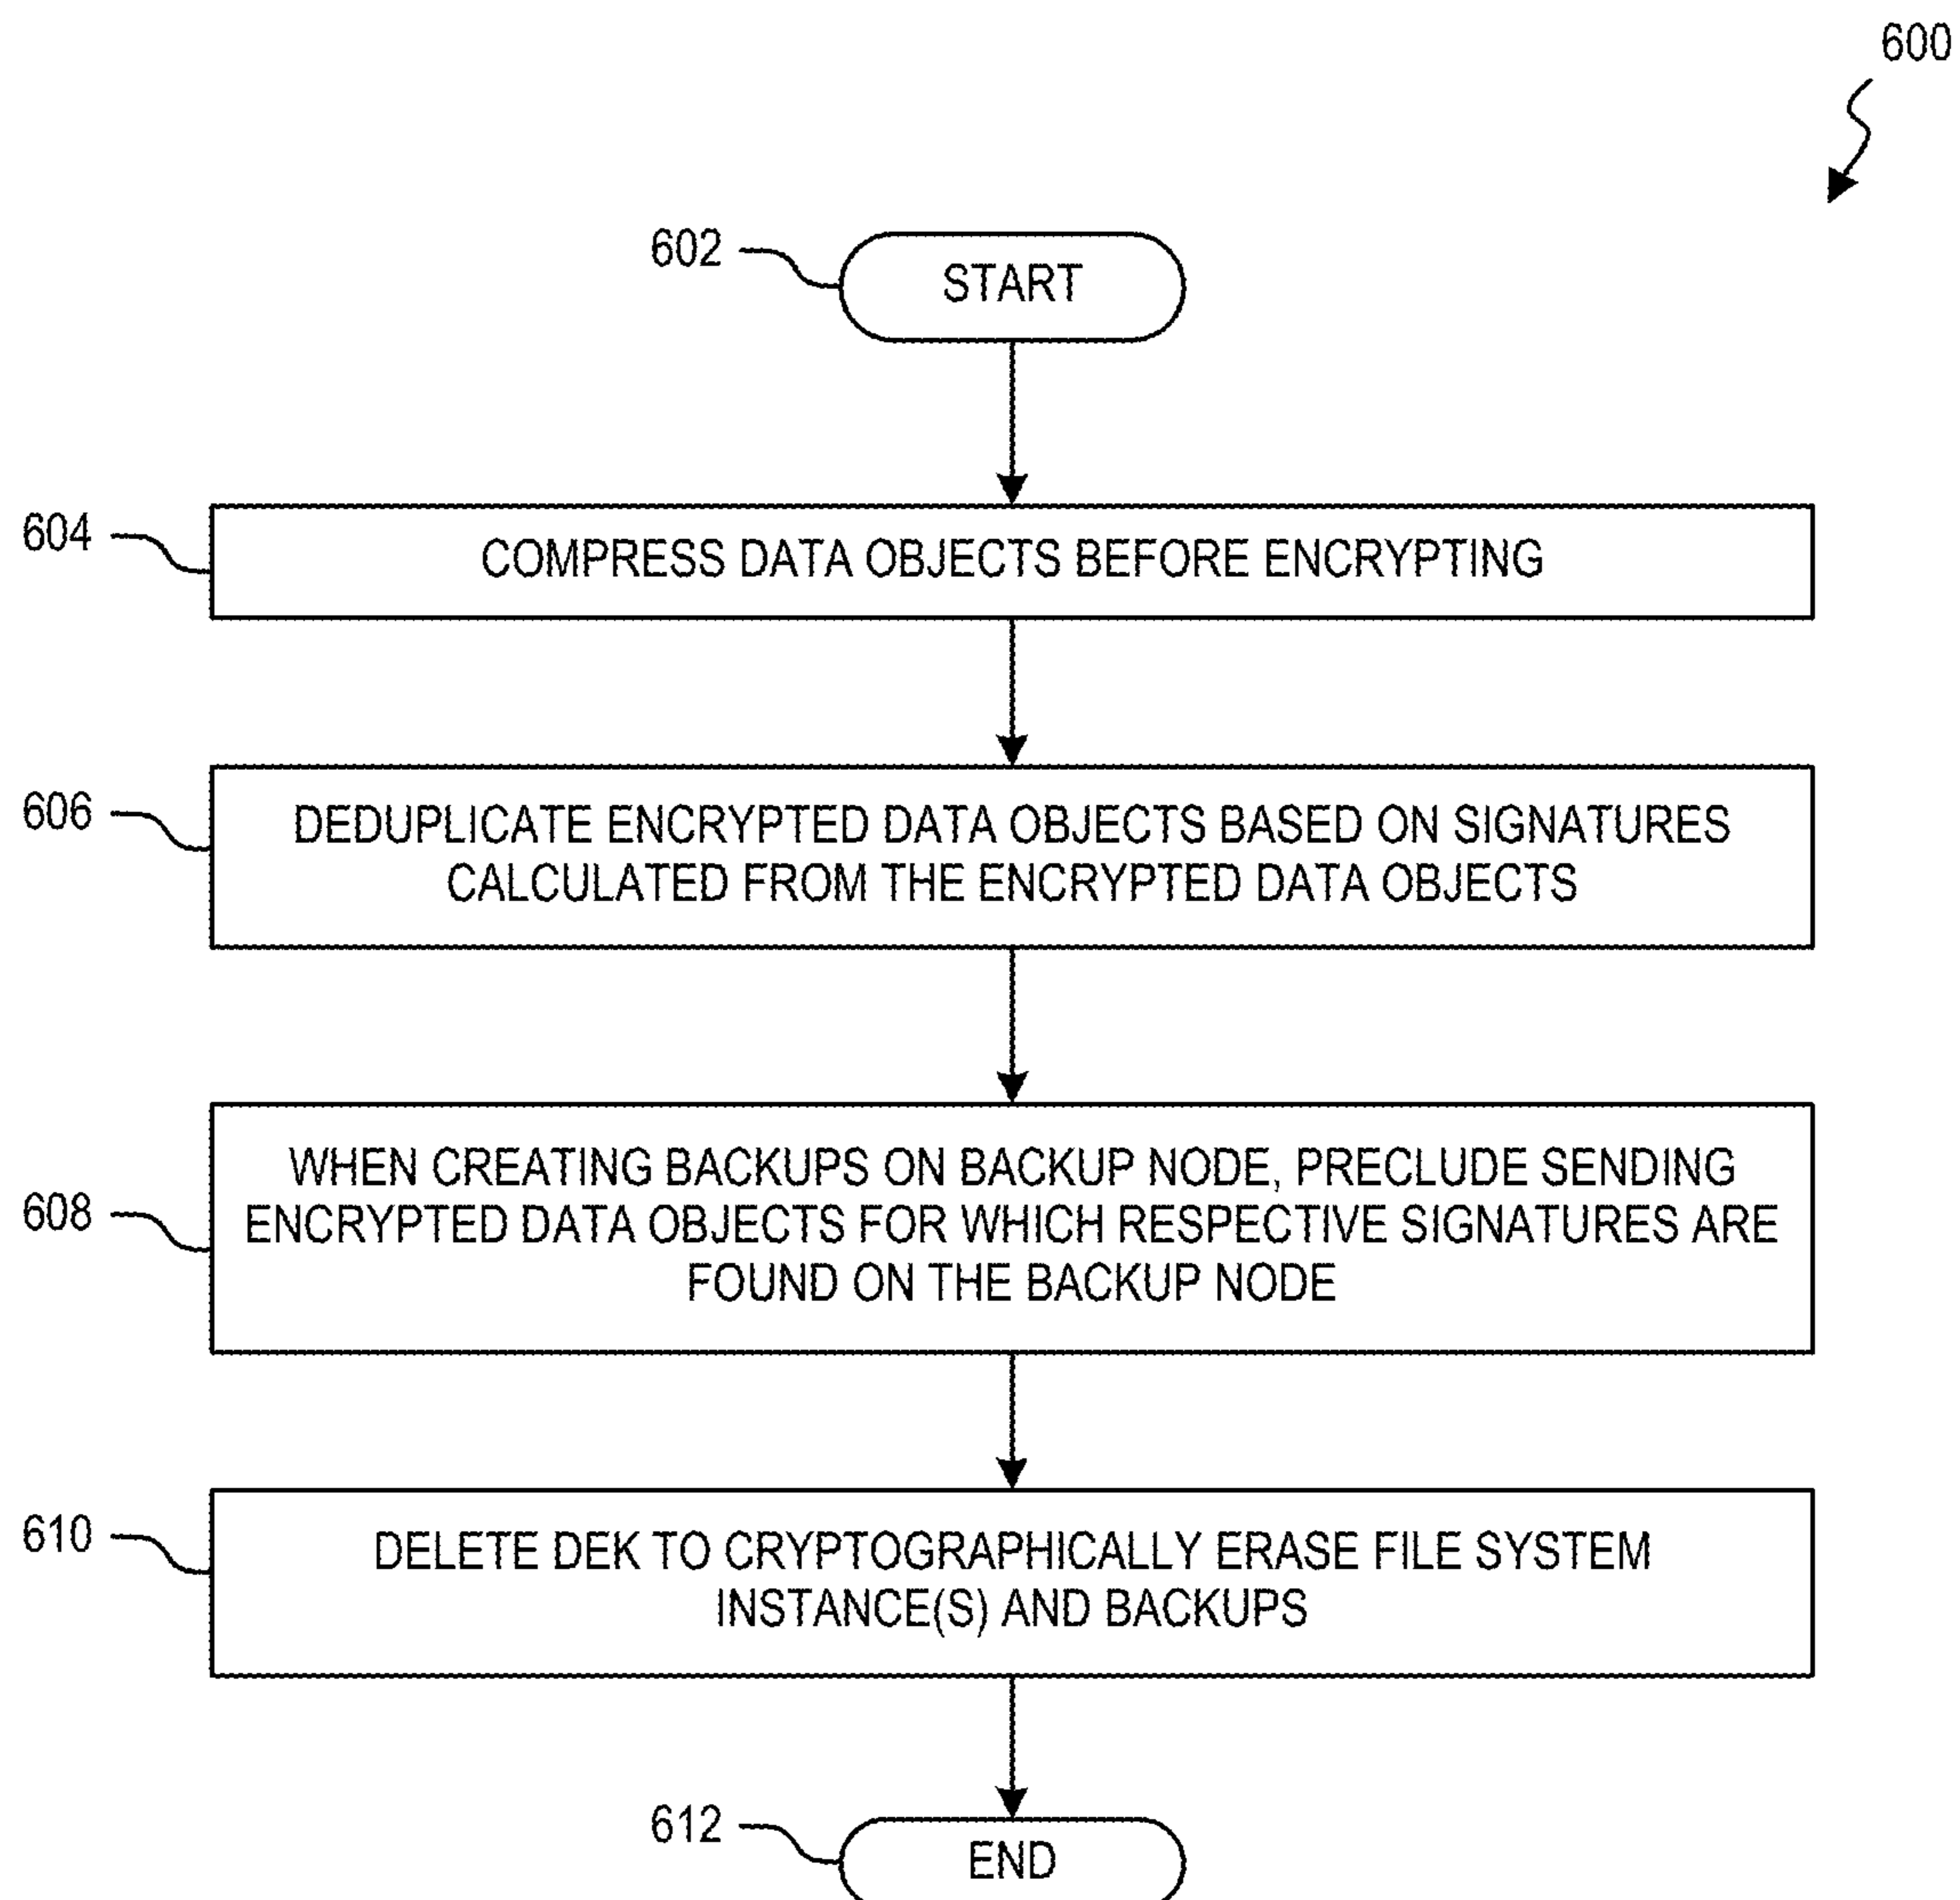 600
602
START
604
COMPRESS DATA OBJECTS BEFORE ENCRYPTING
606
DEDUPLICATE ENCRYPTED DATA OBJECTS BASED ON SIGNATURES
CALCULATED FROM THE ENCRYPTED DATA OBJECTS
608
WHEN CREATING BACKUPS ON BACKUP NODE, PRECLUDE SENDING
ENCRYPTED DATA OBJECTS FOR WHICH RESPECTIVE SIGNATURES ARE
FOUND ON THE BACKUP NODE
610
DELETE DEK TO CRYPTOGRAPHICALLY ERASE FILE SYSTEM
INSTANCE(S) AND BACKUPS
612
END